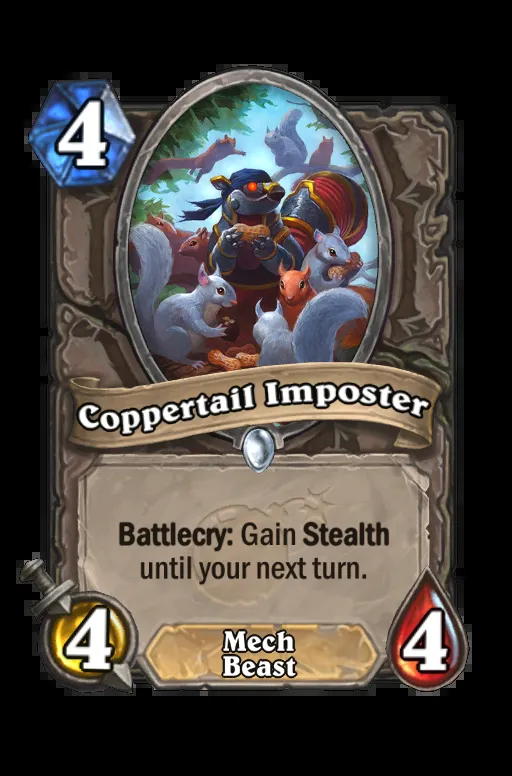 4
Coppertail Imposter
Battlecry: Gain Stealth
until your next turn.
4
Mech
Beast
4